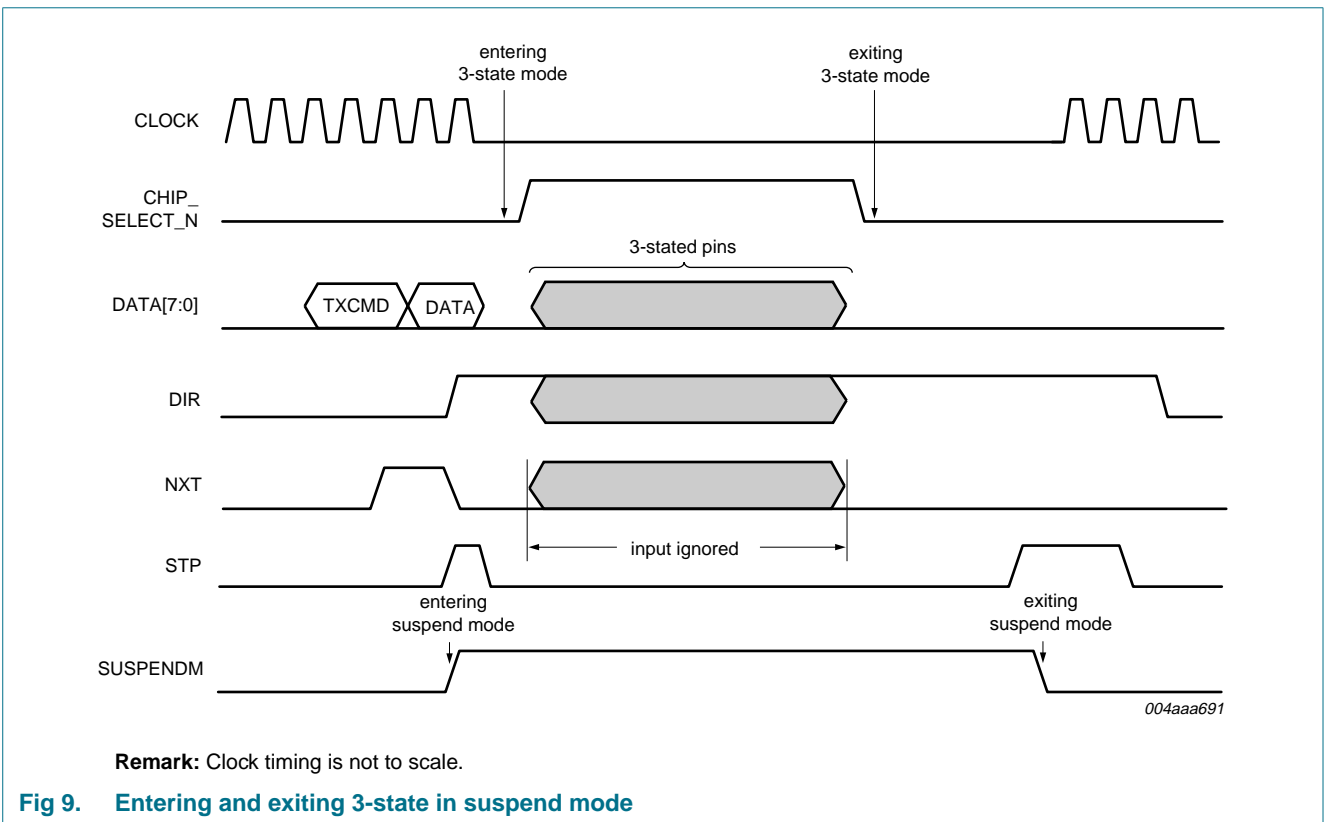 entering
3-state mode
exiting
3-state mode
CLOCK
CHIP_
SELECT_N
3-stated pins
DATA[7:0]
TXCMD
DATA
DIR
NXT
input ignored
STP
entering
suspend mode
exiting
suspend mode
SUSPENDM
004aaa691
Remark: Clock timing is not to scale.
Fig 9. Entering and exiting 3-state in suspend mode